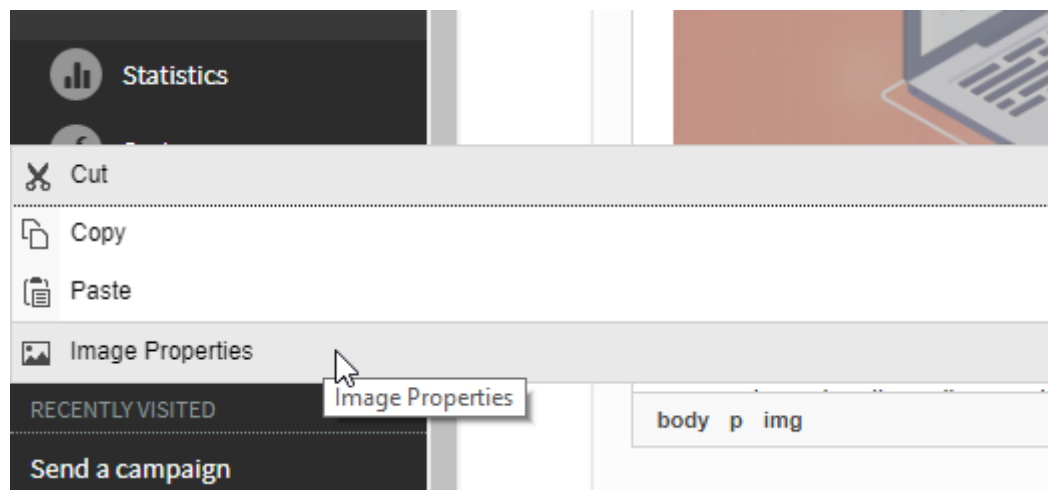 Statistics
Cut
Copy
Paste
Image Properties
Image Properties
RECENTLY VISITED
body p img
Send a campaign